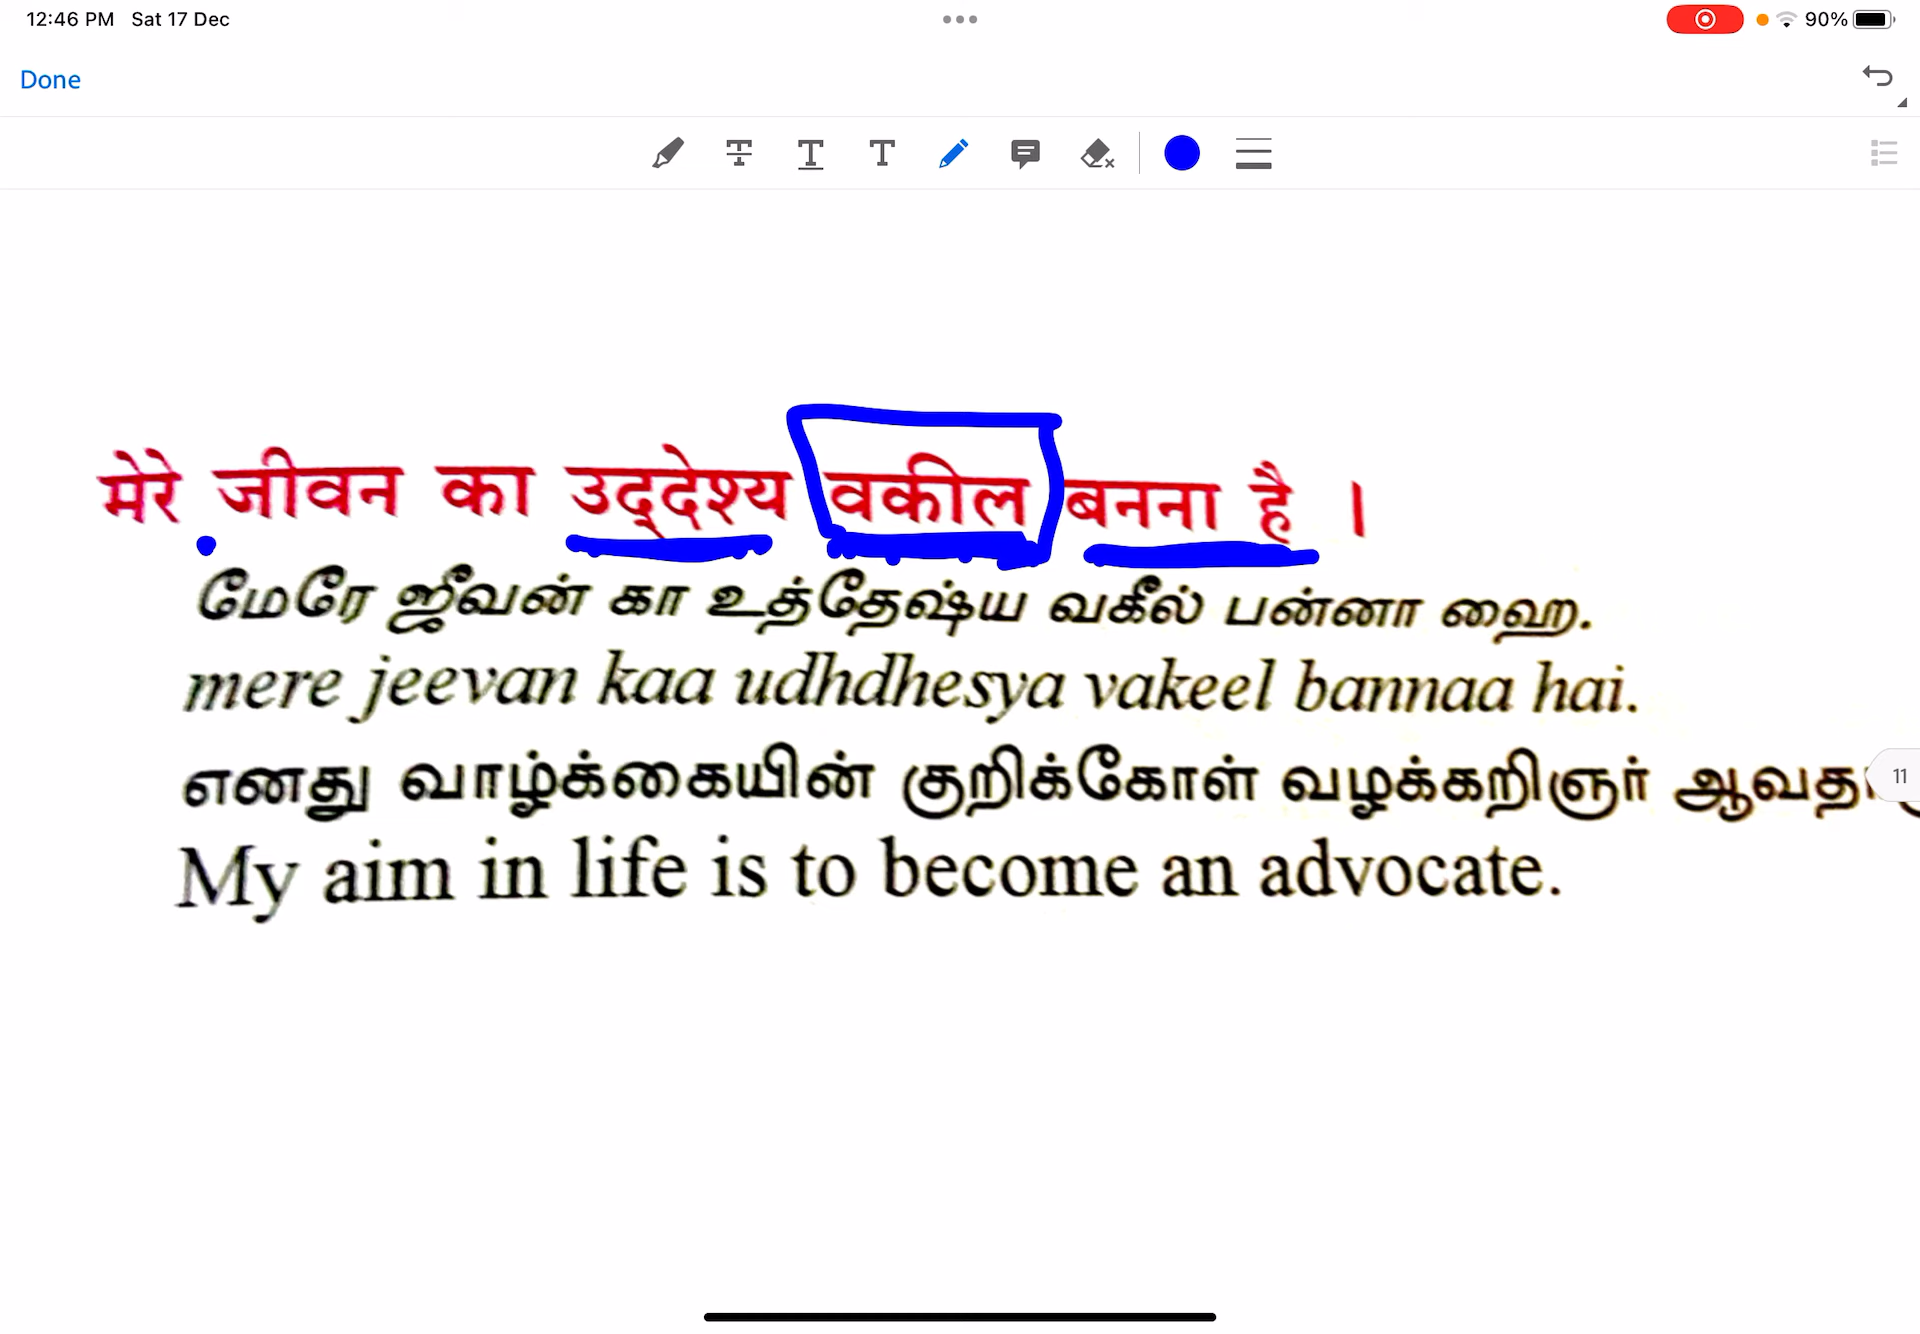 12:46 PM Sat 17 Dec
90%
Done
मेरे जीवन का उद्देश्य वकील बनना है ।
மேரே ஜீவன் கா உத்தேஷ்ய வகீல் பன்னா ஹை.
mere jeevan kaa udhdhesya vakeel bannaa hai.
எனது வாழ்க்கையின் குறிக்கோள் வழக்கறிஞர்
11
My aim in life is to become an advocate.